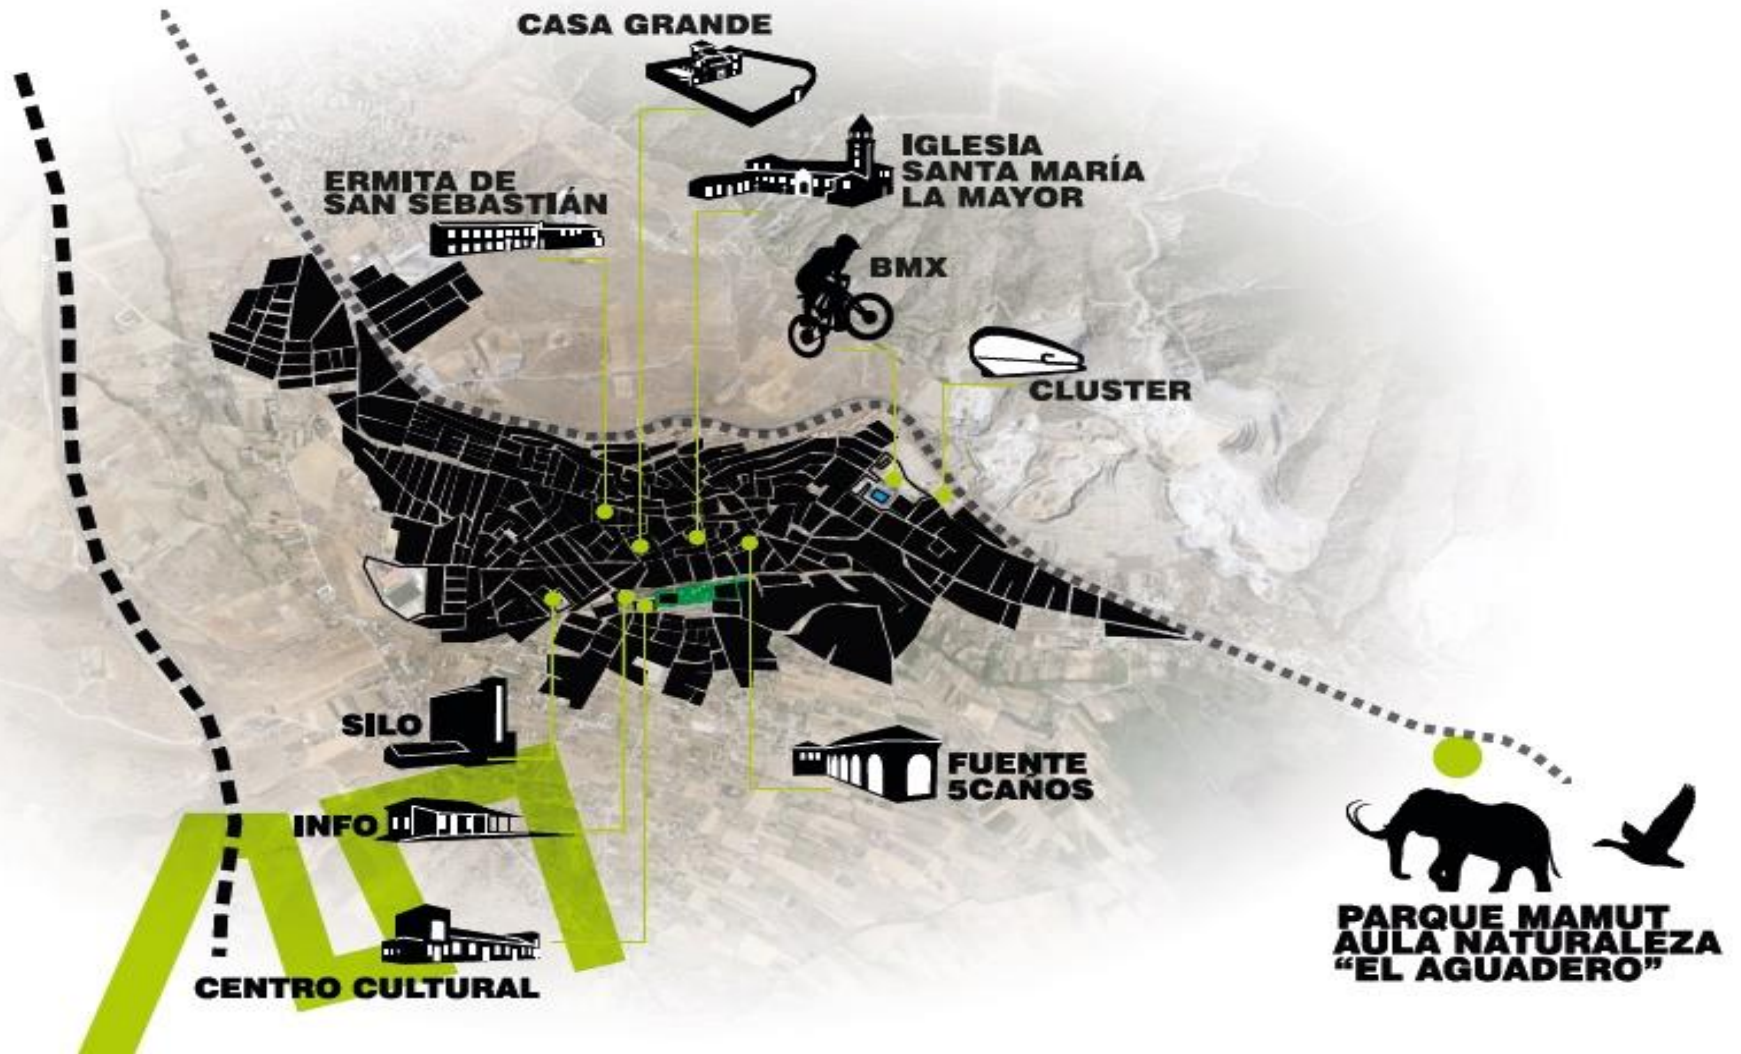 CASA GRANDE
IGLESIA
SANTA MARÍA
LA MAYOR
ERMITA DE
SAN SEBASTIÁN
BMX
CLUSTER
SILO
FUENTE
5CAÑOS
INFO
CENTRO CULTURAL
PARQUE MAMUT
AULA NATURALEZA
“EL AGUADERO”